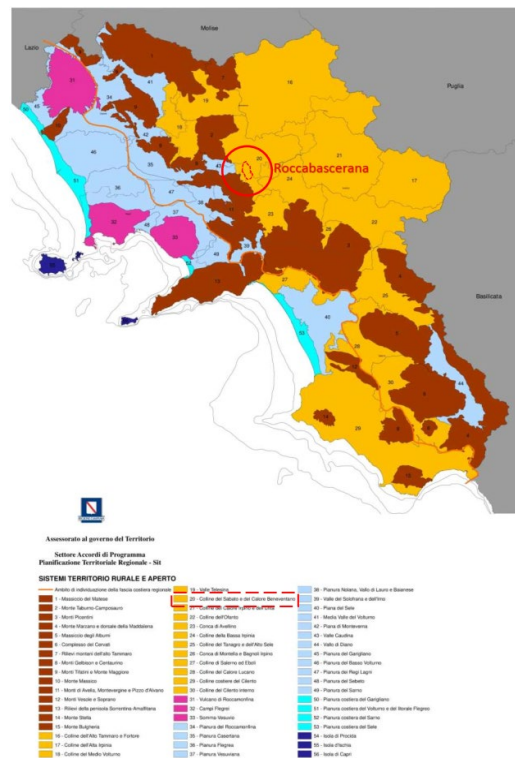 Molise
Lazio
Puglia
Roccabascerana
Basilicata
Assessorato al governo del Territorio
Settore Accordi di Programma
Pianificazione Territoriale Regionale - Sit
SISTEMI TERRITORIO RURALE E APERTO
Ambito di individuazione della fascia costiera regionale
1 - Massiccio del Matese
2 - Monte Taburno-Camposauro
3 - Monti Picentini
4 - Monte Marzano e dorsale della Maddalena
5 - Massiccio degli Alburni
6 - Complesso del Cervati
7 - Rilievi montani dell'alto Tammaro
8 - Monti Gelbison e Centaurino
9 - Monti Tifatini e Monte Maggiore
10 - Monte Massico
11 - Monti di Avella, Montevergine e Pizzo d'Alvano
12 - Monti Vesole e Soprano
13 - Rilievi della penisola Sorrentina Amalfitana
14 - Monte Stella
15 - Monte Bulgheria
16 - Colline dell'Alto Tammaro e Fortore
17 - Colline dell'Alta Irpinia
18 - Colline del Medio Volturno
19 - Valle Telesina
20 - Colline del Sabato e del Calore Beneventano
22 - Colline dell'Ofanto
23 - Conca di Avellino
24 - Colline della Bassa Irpinia
25 - Colline del Tanagro e dell'Alto Sele
26 - Conca di Montella e Bagnoli Irpino
27 - Colline di Salerno ed Eboli
28 - Colline del Calore Lucano
29 - Colline costiere del Cilento
30 - Colline del Cilento interno
31 - Vulcano di Roccamonfina
32 - Campi Flegrei
33 - Somma Vesuvio
34 - Pianura del Roccamonfina
35 - Pianura Casertana
36 - Pianura Flegrea
37 - Pianura Vesuviana
38 - Pianura Nolana, Vallo di Lauro e Baianese
39 - Valle del Solofrana e dell'Irno
40 - Piana del Sele
41 - Media Valle del Volturno
42 - Piana di Monteverna
43 - Valle Caudina
44 - Vallo di Diano
45 - Pianura del Garigliano
46 - Pianura del Basso Volturno
47 - Pianura dei Regi Lagni
48 - Pianura del Sebeto
49 - Pianura del Sarno
50 - Pianura costiera del Garigliano
51 - Pianura costiera del Volturno e del litorale Flegreo
52 - Pianura costiera del Sarno
53 - Pianura costiera del Sele
54 - Isola di Procida
55 - Isola d'Ischia
56 - Isola di Capri